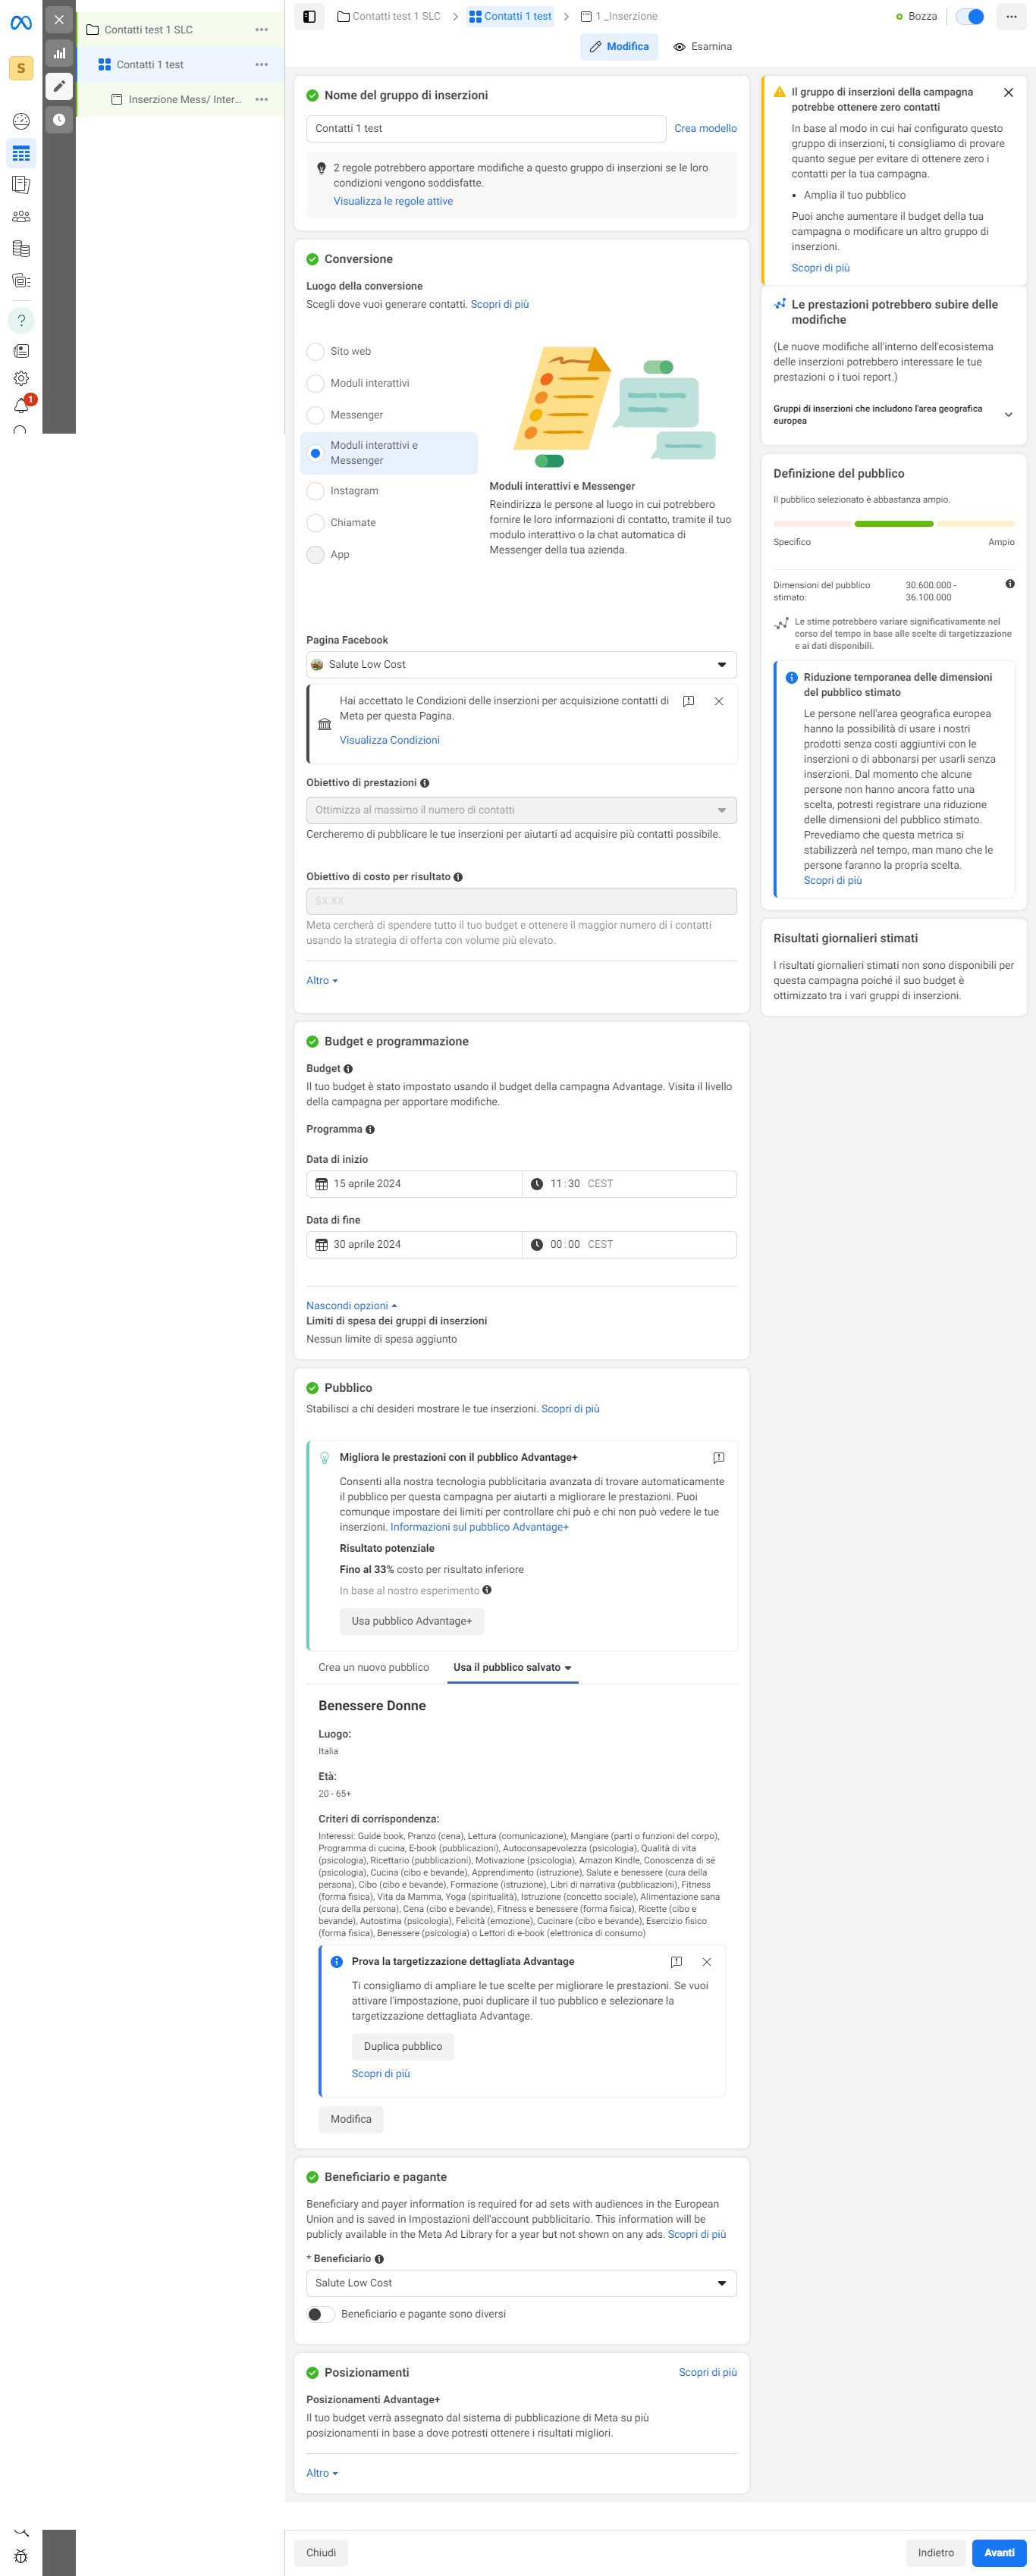 Contatti test 1 SLC
Contatti 1 test
Inserzione Mess/ Inter...
S
?
1
Contatti test 1 SLC
Contatti 1 test
1 _Inserzione
Bozza
Modifica
Esamina
Nome del gruppo di inserzioni
Contatti 1 test
Crea modello
2 regole potrebbero apportare modifiche a questo gruppo di inserzioni se le loro
condizioni vengono soddisfatte.
Visualizza le regole attive
Conversione
Luogo della conversione
Scegli dove vuoi generare contatti. Scopri di più
Sito web
Moduli interattivi
Messenger
Moduli interattivi e
Messenger
Instagram
Chiamate
App
Moduli interattivi e Messenger
Reindirizza le persone al luogo in cui potrebbero
fornire le loro informazioni di contatto, tramite il tuo
modulo interattivo o la chat automatica di
Messenger della tua azienda.
Pagina Facebook
Salute Low Cost
Hai accettato le Condizioni delle inserzioni per acquisizione contatti di
Meta per questa Pagina.
Visualizza Condizioni
Obiettivo di prestazioni
Ottimizza al massimo il numero di contatti
Cercheremo di pubblicare le tue inserzioni per aiutarti ad acquisire più contatti possibile.
Obiettivo di costo per risultato
$X.XX
Meta cercherà di spendere tutto il tuo budget e ottenere il maggior numero di i contatti
usando la strategia di offerta con volume più elevato.
Altro
Budget e programmazione
Budget
Il tuo budget è stato impostato usando il budget della campagna Advantage. Visita il livello
della campagna per apportare modifiche.
Programma
Data di inizio
15 aprile 2024
11:30 CEST
Data di fine
30 aprile 2024
00:00 CEST
Nascondi opzioni
Limiti di spesa dei gruppi di inserzioni
Nessun limite di spesa aggiunto
Pubblico
Stabilisci a chi desideri mostrare le tue inserzioni. Scopri di più
Migliora le prestazioni con il pubblico Advantage+
Consenti alla nostra tecnologia pubblicitaria avanzata di trovare automaticamente
il pubblico per questa campagna per aiutarti a migliorare le prestazioni. Puoi
comunque impostare dei limiti per controllare chi può e chi non può vedere le tue
inserzioni. Informazioni sul pubblico Advantage+
Risultato potenziale
Fino al 33% costo per risultato inferiore
In base al nostro esperimento
Usa pubblico Advantage+
Crea un nuovo pubblico
Usa il pubblico salvato
Benessere Donne
Luogo:
Italia
Età:
20 - 65+
Criteri di corrispondenza:
Interessi: Guide book, Pranzo (cena), Lettura (comunicazione), Mangiare (parti o funzioni del corpo),
Programma di cucina, E-book (pubblicazioni), Autoconsapevolezza (psicologia), Qualità di vita
(psicologia), Ricettario (pubblicazioni), Motivazione (psicologia), Amazon Kindle, Conoscenza di sé
(psicologia), Cucina (cibo e bevande), Apprendimento (istruzione), Salute e benessere (cura della
persona), Cibo (cibo e bevande), Formazione (istruzione), Libri di narrativa (pubblicazioni), Fitness
(forma fisica), Vita da Mamma, Yoga (spiritualità), Istruzione (concetto sociale), Alimentazione sana
(cura della persona), Cena (cibo e bevande), Fitness e benessere (forma fisica), Ricette (cibo e
bevande), Autostima (psicologia), Felicità (emozione), Cucinare (cibo e bevande), Esercizio fisico
(forma fisica), Benessere (psicologia) o Lettori di e-book (elettronica di consumo)
Prova la targetizzazione dettagliata Advantage
Ti consigliamo di ampliare le tue scelte per migliorare le prestazioni. Se vuoi
attivare l'impostazione, puoi duplicare il tuo pubblico e selezionare la
targetizzazione dettagliata Advantage.
Duplica pubblico
Scopri di più
Modifica
Beneficiario e pagante
Beneficiary and payer information is required for ad sets with audiences in the European
Union and is saved in Impostazioni dell'account pubblicitario. This information will be
publicly available in the Meta Ad Library for a year but not shown on any ads. Scopri di più
* Beneficiario
Salute Low Cost
Beneficiario e pagante sono diversi
Posizionamenti
Scopri di più
Posizionamenti Advantage+
Il tuo budget verrà assegnato dal sistema di pubblicazione di Meta su più
posizionamenti in base a dove potresti ottenere i risultati migliori.
Altro
Il gruppo di inserzioni della campagna
potrebbe ottenere zero contatti
In base al modo in cui hai configurato questo
gruppo di inserzioni, ti consigliamo di provare
quanto segue per evitare di ottenere zero i
contatti per la tua campagna.
• Amplia il tuo pubblico
Puoi anche aumentare il budget della tua
campagna o modificare un altro gruppo di
inserzioni.
Scopri di più
Le prestazioni potrebbero subire delle
modifiche
(Le nuove modifiche all'interno dell'ecosistema
delle inserzioni potrebbero interessare le tue
prestazioni o i tuoi report.)
Gruppi di inserzioni che includono l'area geografica
europea
Definizione del pubblico
Il pubblico selezionato è abbastanza ampio.
Specifico
Ampio
Dimensioni del pubblico
stimato:
30.600.000 -
36.100.000
Le stime potrebbero variare significativamente nel
corso del tempo in base alle scelte di targetizzazione
e ai dati disponibili.
Riduzione temporanea delle dimensioni
del pubblico stimato
Le persone nell'area geografica europea
hanno la possibilità di usare i nostri
prodotti senza costi aggiuntivi con le
inserzioni o di abbonarsi per usarli senza
inserzioni. Dal momento che alcune
persone non hanno ancora fatto una
scelta, potresti registrare una riduzione
delle dimensioni del pubblico stimato.
Prevediamo che questa metrica si
stabilizzerà nel tempo, man mano che le
persone faranno la propria scelta.
Scopri di più
Risultati giornalieri stimati
I risultati giornalieri stimati non sono disponibili per
questa campagna poiché il suo budget è
ottimizzato tra i vari gruppi di inserzioni.
Chiudi
Indietro
Avanti